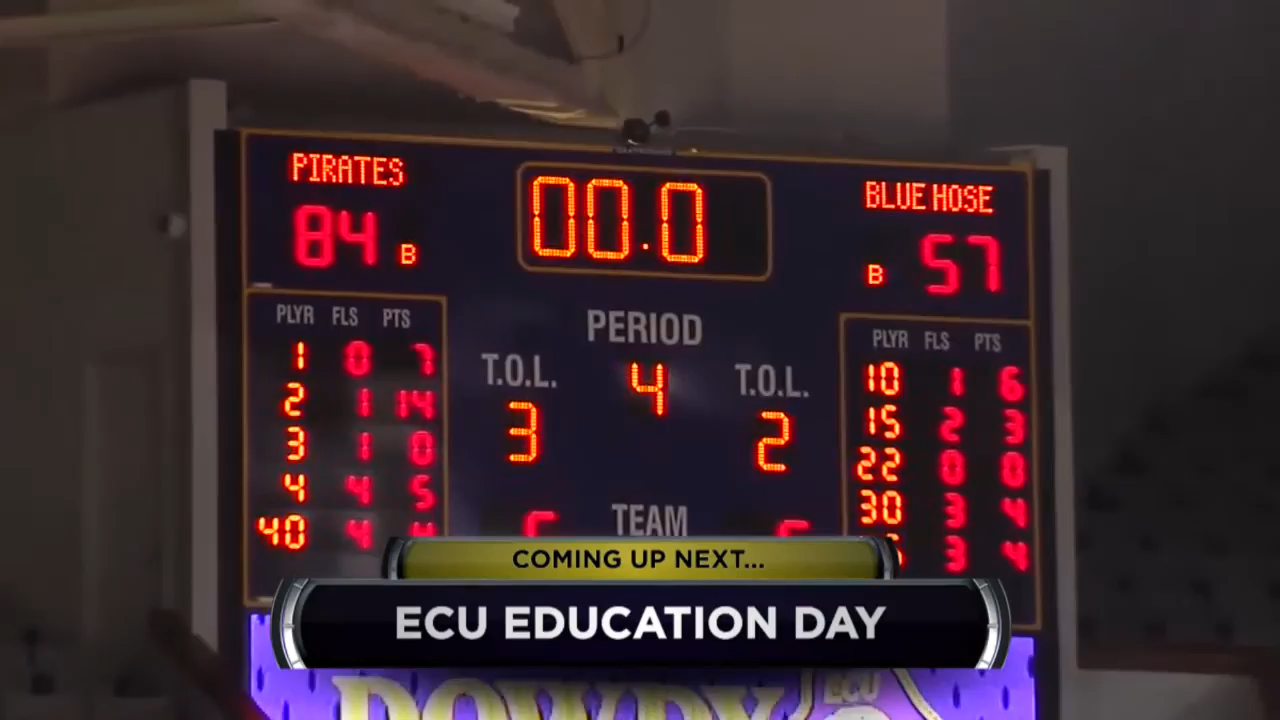 PIRATES
00.0
BLUE HOSE
84 B
B 57
PERIOD
4
T.O.L.
3
T.O.L.
2
PLYR FLS PTS
1 0 7
2 1 14
3 1 0
4 4 5
40 4
PLYR FLS PTS
10 1 6
15 2 3
22 0 0
30 3 4
3 4
TEAM
COMING UP NEXT...
ECU EDUCATION DAY
DOWDY
ECU